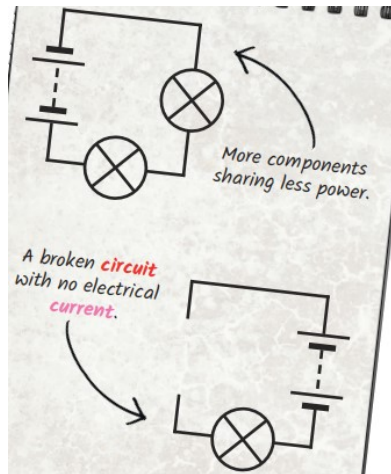 More components
sharing less power.
A broken circuit
with no electrical
current.